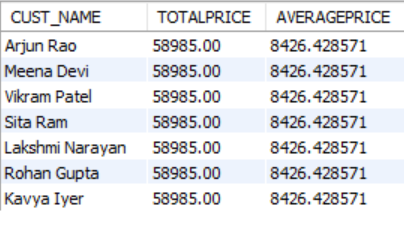 CUST_NAME TOTALPRICE AVERAGEPRICE
Arjun Rao 58985.00 8426.428571
Meena Devi 58985.00 8426.428571
Vikram Patel 58985.00 8426.428571
Sita Ram 58985.00 8426.428571
Lakshmi Narayan 58985.00 8426.428571
Rohan Gupta 58985.00 8426.428571
Kavya Iyer 58985.00 8426.428571